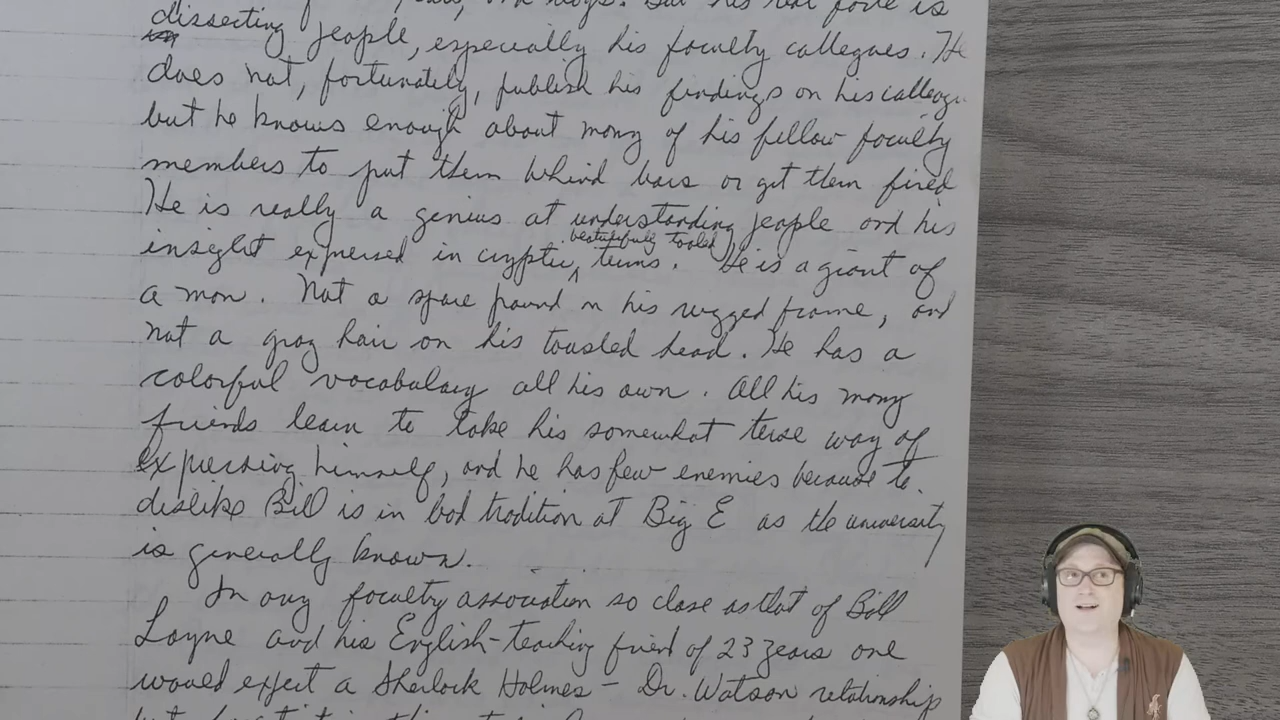 his real forte is
dissecting people, especially his faculty callegues. He
does not, fortunately, publish his findings on his
but he knows enough about many of his fellow faculty
members to put them behind bars or get them fired
He is really a genius at understanding people and his
beautifully tooled
insight expressed in cryptic terms. He is a giant of
a man. Not a spare pound on his rugged frame, and
not a gray hair on his tousled head. He has a
colorful vocabulary all his own. All his many
friends learn to take his somewhat terse way of
expressing himself, and he has few enemies because to
dislike Bill is in bad tradition at Big E as the university
is generally known.
In any faculty association so close as that of Bill
Layne and his English-teaching friend of 23 years one
would expect a Sherlock Holmes - Dr. Watson relationship